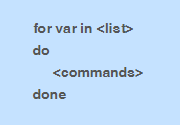 for var in <list>
do
<commands>
done